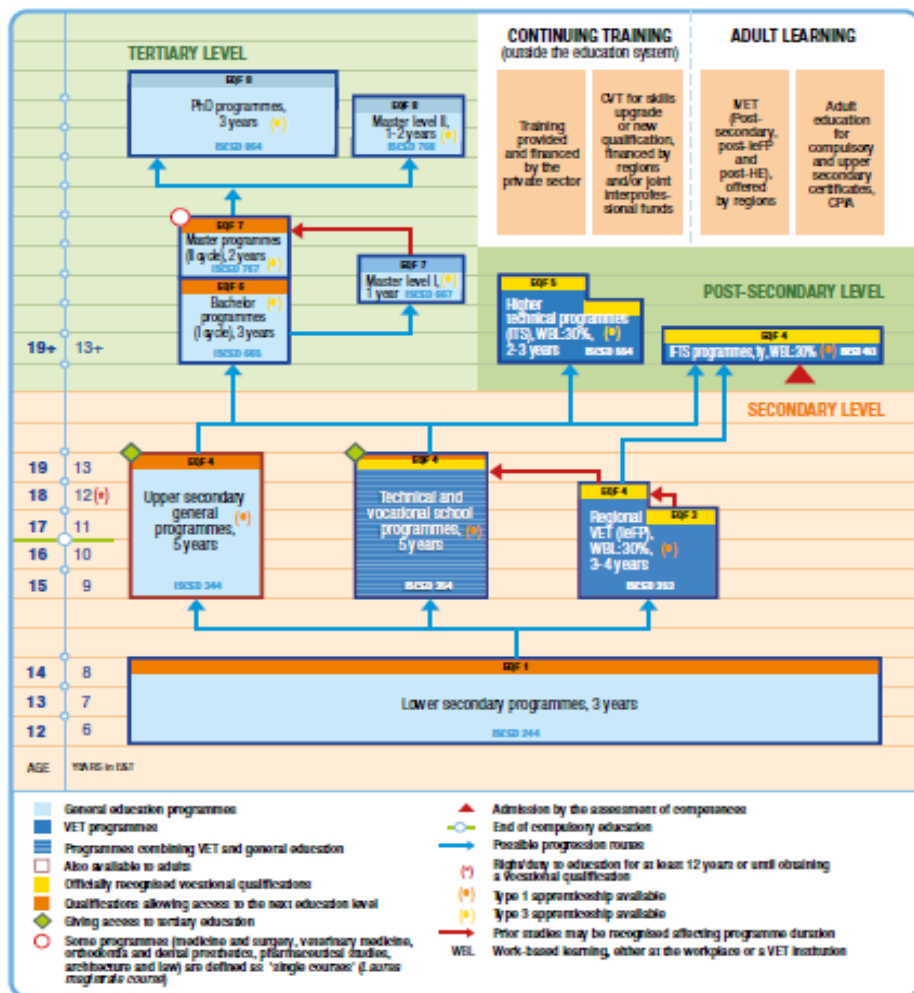 TERTIARY LEVEL
EQF 8
PhD programmes,
3 years (*)
ISCED 864
EQF 8
Master level II,
1-2 years (*)
ISCED 768
CONTINUING TRAINING
(outside the education system)
Training
provided
and financed
by the
private sector
CVT for skills
upgrade
or new
qualification,
financed by
regions
and/or joint
interprofes-
sional funds
ADULT LEARNING
IVET
(Post-
secondary,
post-IeFP
and
post-HE),
offered
by regions
Adult
education
for
compulsory
and upper
secondary
certificates,
CPIA
EQF 7
Master programmes
(II cycle), 2 years
ISCED 767 (*)
EQF 6
Bachelor (*)
programmes
(I cycle), 3 years
ISCED 665
EQF 7
Master level I, (*)
1 year ISCED 667
POST-SECONDARY LEVEL
EQF 5
Higher
technical programmes
(ITS), WBL:30%, (*)
2-3 years ISCED 554
EQF 4
IFTS programmes, 1y, WBL:30% (*) ISCED 453
SECONDARY LEVEL
19+ 13+
19 13
18 12(*)
17 11
16 10
15 9
EQF 4
Upper secondary
general (*)
programmes,
5 years
ISCED 344
EQF 4
Technical and
vocational school
programmes, (*)
5 years
ISCED 354
EQF 4
EQF 3
Regional
VET (IeFP),
WBL:30%, (*)
3-4 years
ISCED 353
14 8
13 7
12 6
EQF 1
Lower secondary programmes, 3 years
ISCED 244
AGE YEARS in E&T
General education programmes
VET programmes
Programmes combining VET and general education
Also available to adults
Officially recognised vocational qualifications
Qualifications allowing access to the next education level
Giving access to tertiary education
Some programmes (medicine and surgery, veterinary medicine,
orthodontia and dental prosthetics, pharmaceutical studies,
architecture and law) are defined as 'single courses' (Laurea
magistrale course)
Admission by the assessment of competences
End of compulsory education
Possible progression routes
(*) Right/duty to education for at least 12 years or until obtaining
a vocational qualification
(*) Type 1 apprenticeship available
(*) Type 3 apprenticeship available
Prior studies may be recognised affecting programme duration
WBL Work-based learning, either at the workplace or a VET institution